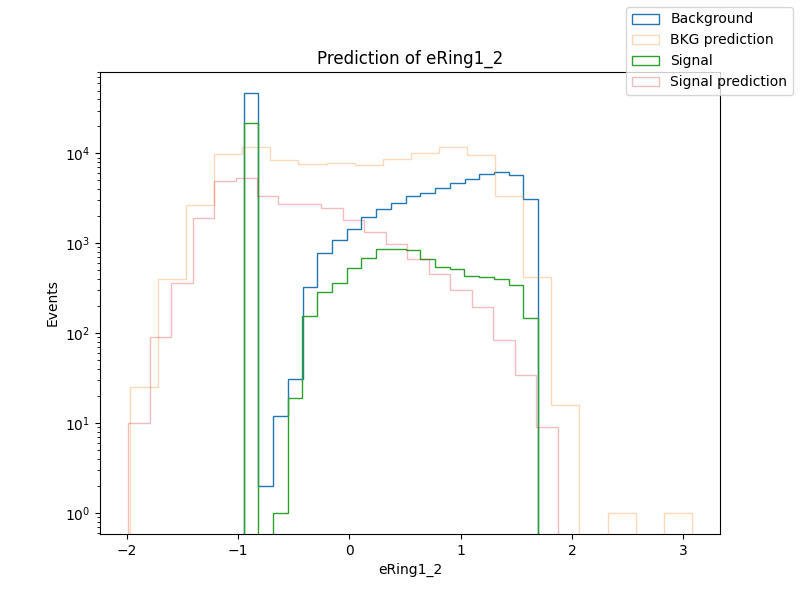 Prediction of eRing1_2
Background
BKG prediction
Signal
Signal prediction
Events
10⁴
10³
10²
10¹
10⁰
−2 −1 0 1 2 3
eRing1_2